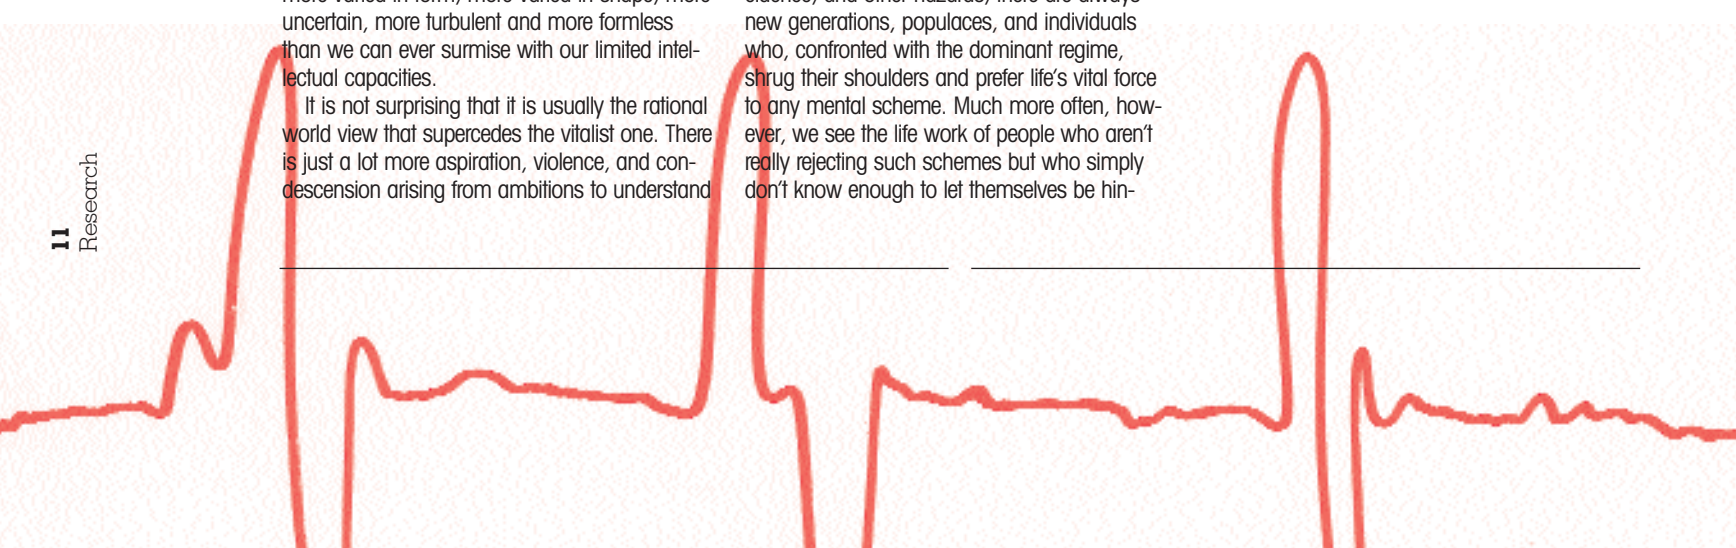 uncertain, more turbulent and more formless
than we can ever surmise with our limited intel-
lectual capacities.
It is not surprising that it is usually the rational
world view that supercedes the vitalist one. There
is just a lot more aspiration, violence, and con-
descension arising from ambitions to understand
new generations, populaces, and individuals
who, confronted with the dominant regime,
shrug their shoulders and prefer life’s vital force
to any mental scheme. Much more often, how-
ever, we see the life work of people who aren’t
really rejecting such schemes but who simply
don’t know enough to let themselves be hin-
11
Research